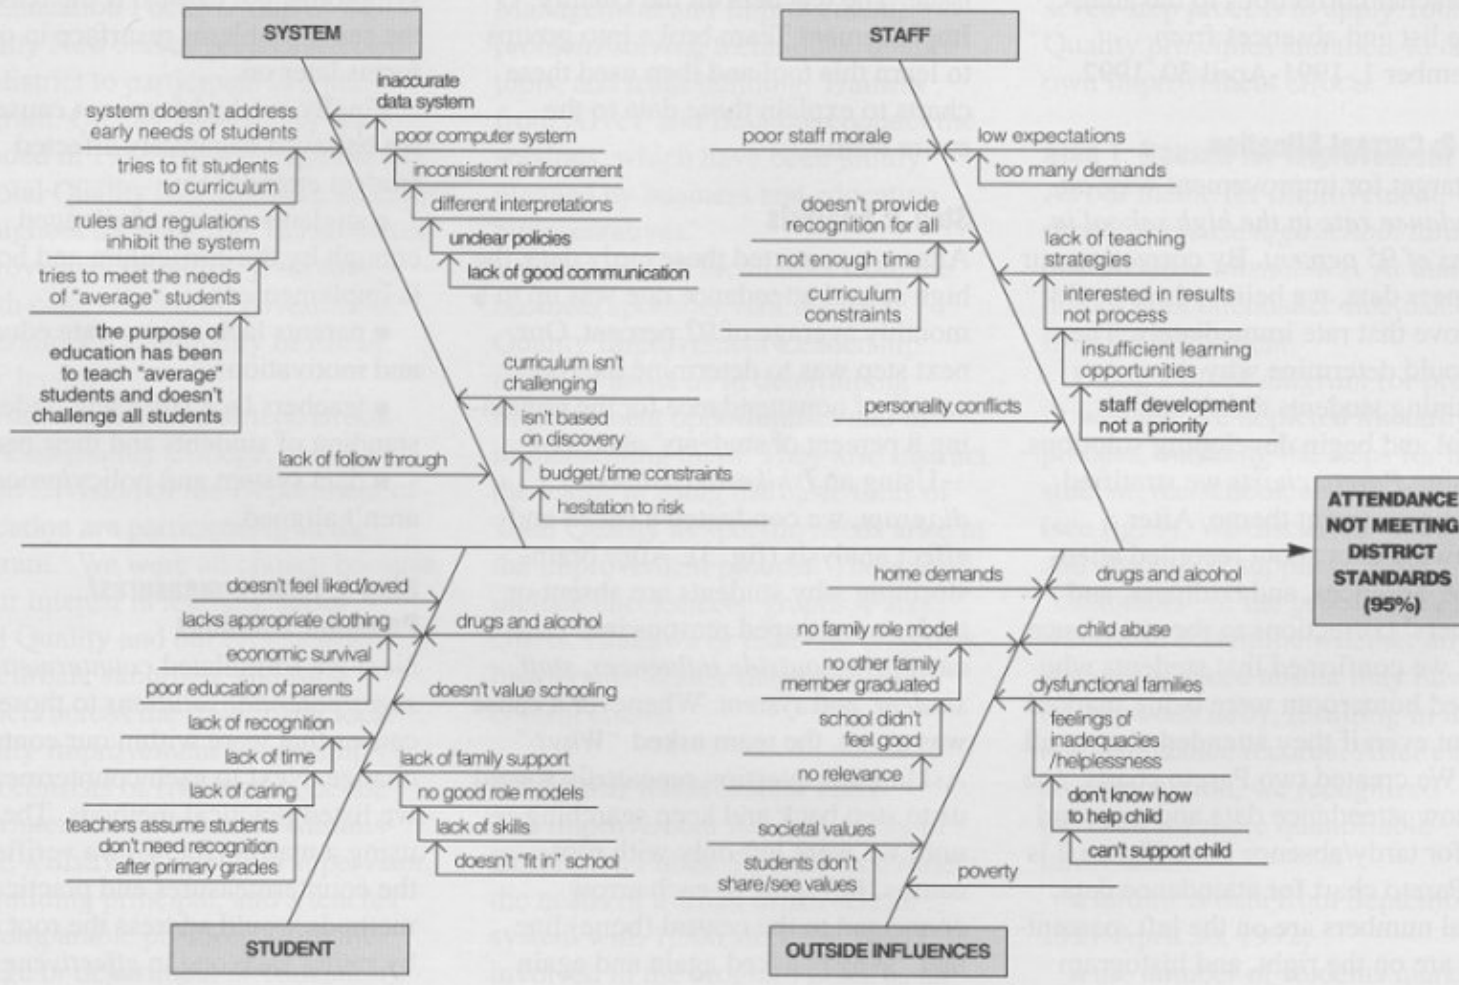 SYSTEM
inaccurate
data system
system doesn't address
early needs of students
poor computer system
tries to fit students
to curriculum
inconsistent reinforcement
rules and regulations
inhibit the system
different interpretations
unclear policies
tries to meet the needs
of "average" students
lack of good communication
the purpose of
education has been
to teach "average"
students and doesn't
challenge all students
curriculum isn't
challenging
isn't based
on discovery
lack of follow through
budget/time constraints
hesitation to risk
STAFF
poor staff morale
low expectations
too many demands
doesn't provide
recognition for all
not enough time
curriculum
constraints
lack of teaching
strategies
interested in results
not process
insufficient learning
opportunities
personality conflicts
staff development
not a priority
ATTENDANCE
NOT MEETING
DISTRICT
STANDARDS
(95%)
doesn't feel liked/loved
lacks appropriate clothing
drugs and alcohol
economic survival
poor education of parents
doesn't value schooling
lack of recognition
lack of time
lack of family support
lack of caring
no good role models
teachers assume students
don't need recognition
after primary grades
lack of skills
doesn't "fit in" school
STUDENT
home demands
drugs and alcohol
no family role model
child abuse
no other family
member graduated
dysfunctional families
school didn't
feel good
feelings of
inadequacies
/helplessness
no relevance
don't know how
to help child
societal values
can't support child
students don't
share/see values
poverty
OUTSIDE INFLUENCES